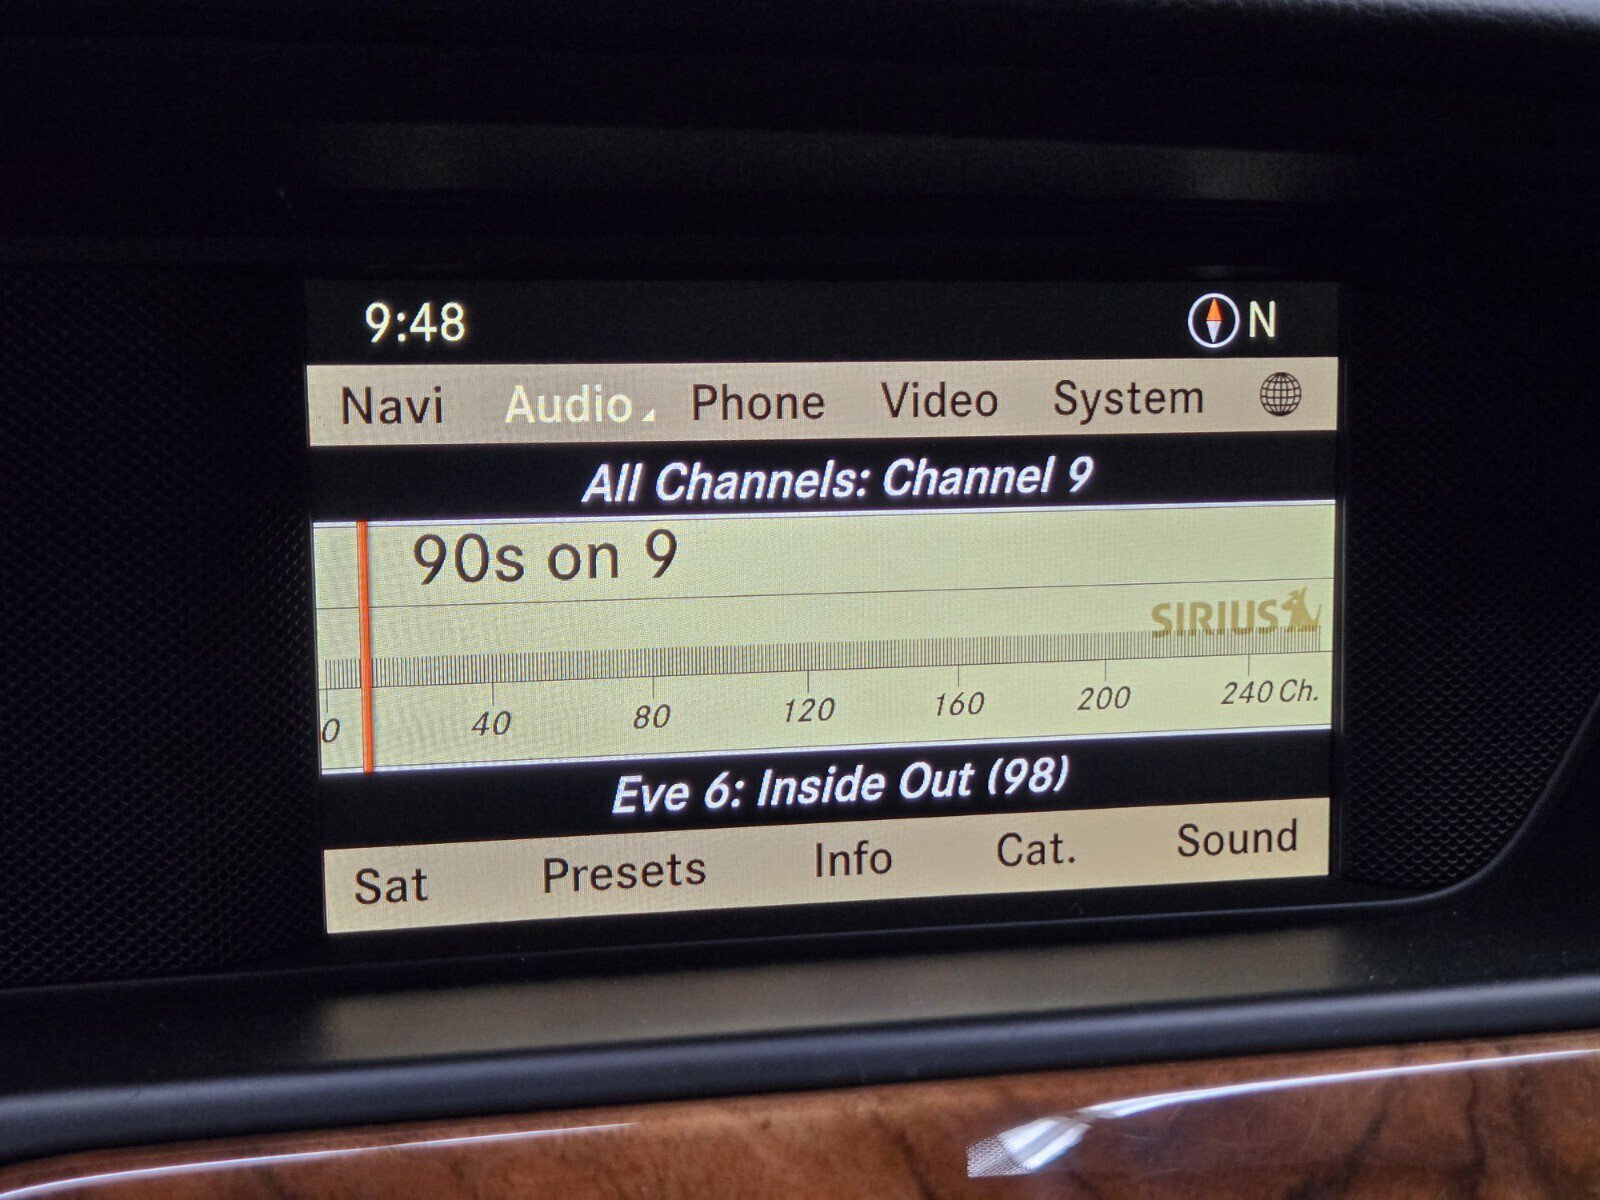 9:48 N
Navi Audio Phone Video System
All Channels: Channel 9
90s on 9
SIRIUS
0 40 80 120 160 200 240 Ch.
Eve 6: Inside Out (98)
Sat Presets Info Cat. Sound